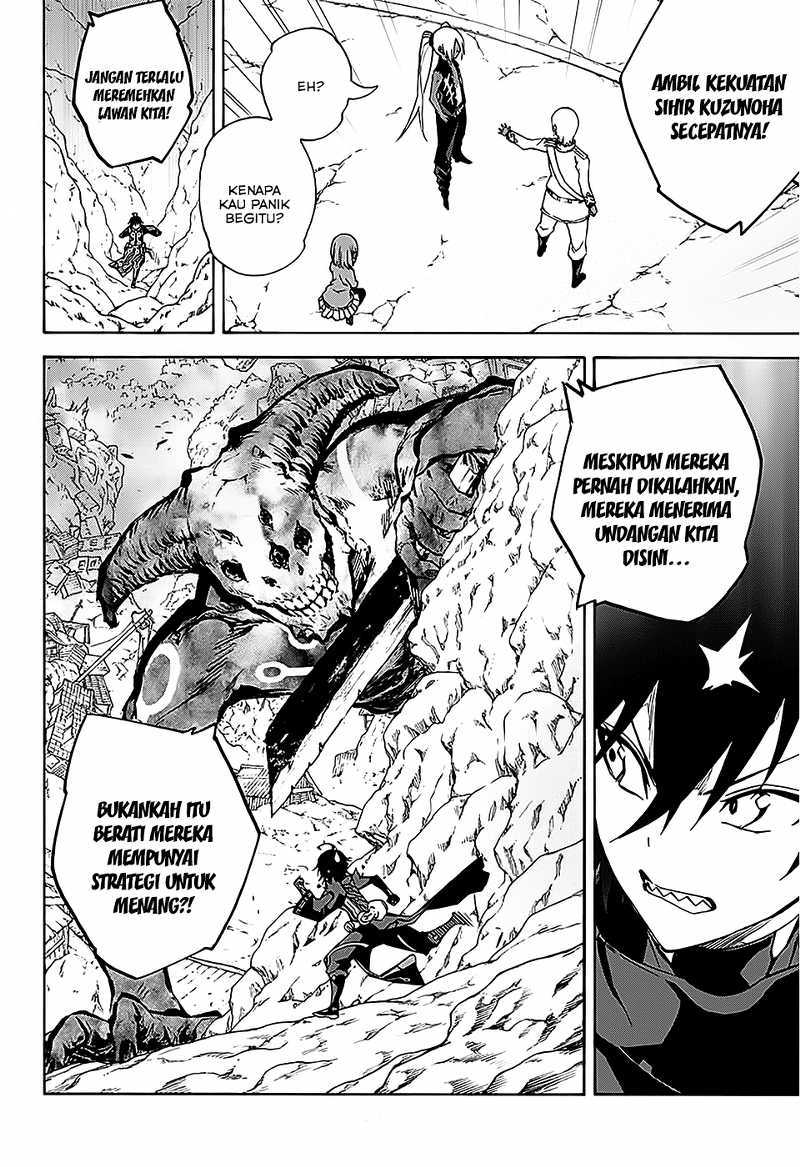 AMBIL KEKUATAN
SIHIR KUZUNOHA
SECEPATNYA!
EH?
KENAPA
KAU PANIK
BEGITU?
JANGAN TERLALU
MEREMEHKAN
LAWAN KITA!
MESKIPUN MEREKA
PERNAH DIKALAHKAN,
MEREKA MENERIMA
UNDANGAN KITA
DISINI...
BUKANKAH ITU
BERATI MEREKA
MEMPUNYAI
STRATEGI UNTUK
MENANG?!